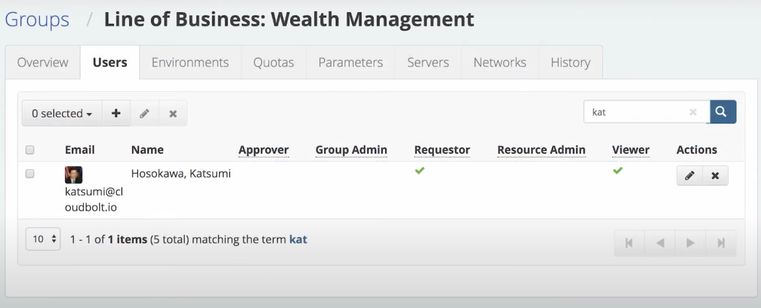 Groups / Line of Business: Wealth Management
Overview Users Environments Quotas Parameters Servers Networks History
0 selected kat
Email Name Approver Group Admin Requestor Resource Admin Viewer Actions
Hosokawa, Katsumi
katsumi@cl
oudbolt.io
10 1 - 1 of 1 items (5 total) matching the term kat